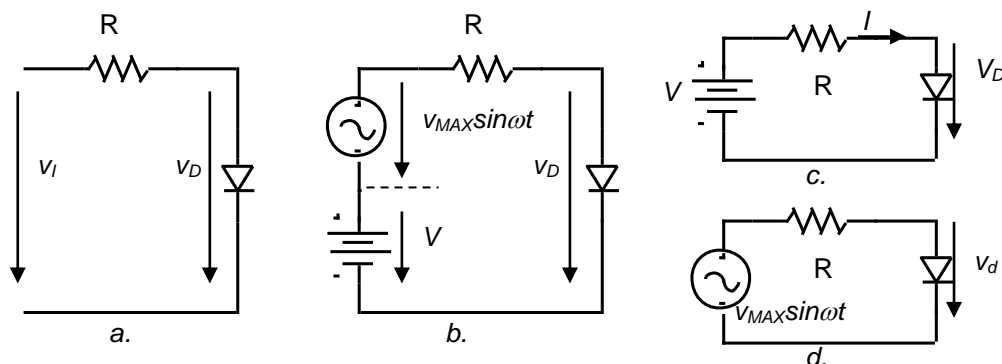 R
v_I
v_D
a.
R
v_MAX sinωt
V
v_D
b.
I
R
V
V_D
c.
R
v_MAX sinωt
v_d
d.